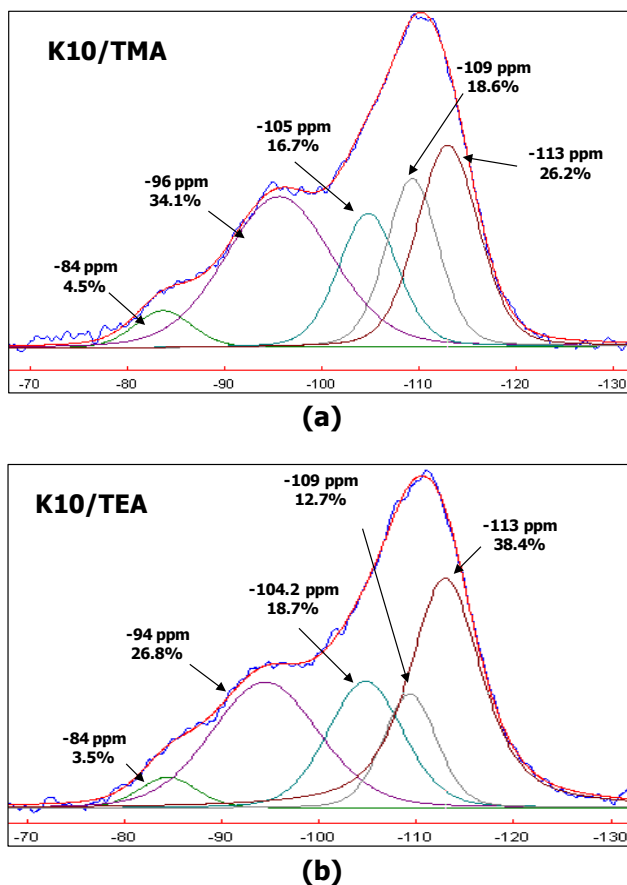 K10/TMA
-109 ppm
18.6%
-105 ppm
16.7%
-113 ppm
26.2%
-96 ppm
34.1%
-84 ppm
4.5%
-70 -80 -90 -100 -110 -120 -130
(a)
K10/TEA
-109 ppm
12.7%
-113 ppm
38.4%
-104.2 ppm
18.7%
-94 ppm
26.8%
-84 ppm
3.5%
-70 -80 -90 -100 -110 -120 -130
(b)